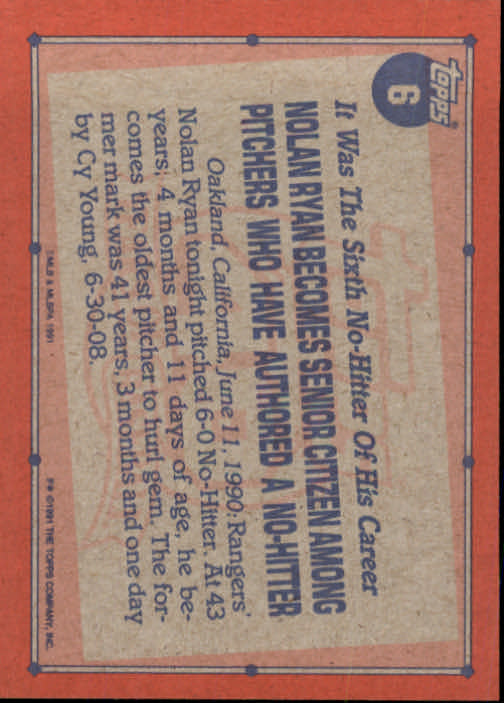 topps®
6
It Was The Sixth No-Hitter Of His Career
NOLAN RYAN BECOMES SENIOR CITIZEN AMONG
PITCHERS WHO HAVE AUTHORED A NO-HITTER
Oakland, California, June 11, 1990: Rangers'
Nolan Ryan tonight pitched 6-0 No-Hitter. At 43
years, 4 months and 11 days of age, he be-
comes the oldest pitcher to hurl gem. The for-
mer mark was 41 years, 3 months and one day
by Cy Young, 6-30-08.
MLB & MLBPA 1991
® © 1991 THE TOPPS COMPANY, INC.